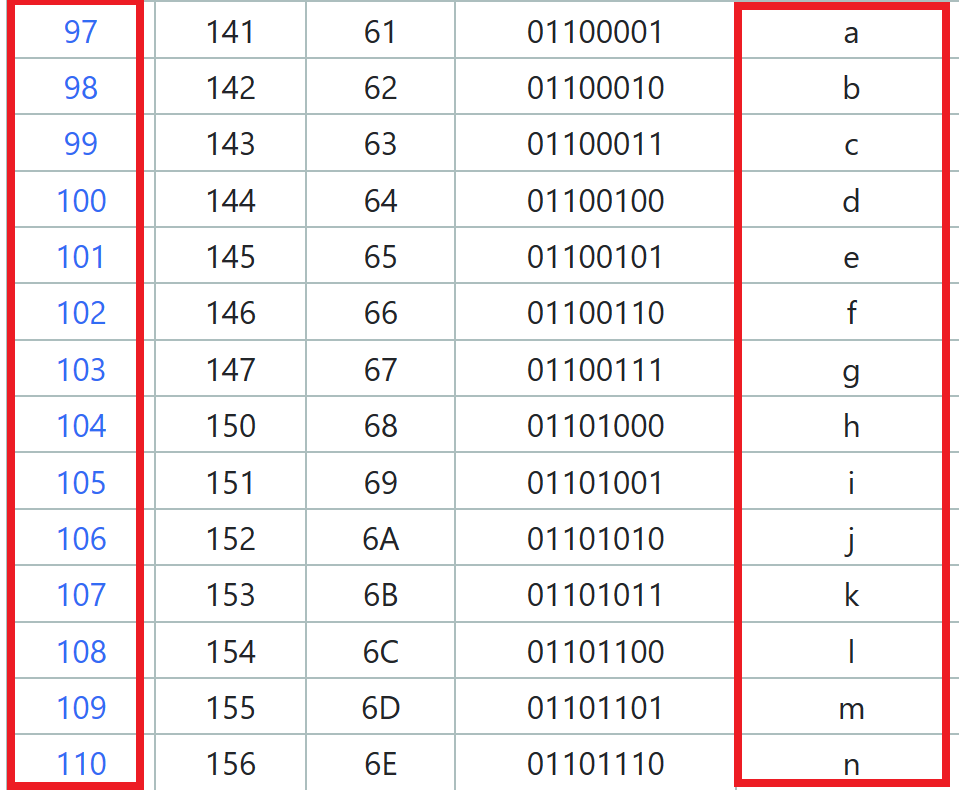 97 141 61 01100001 a
98 142 62 01100010 b
99 143 63 01100011 c
100 144 64 01100100 d
101 145 65 01100101 e
102 146 66 01100110 f
103 147 67 01100111 g
104 150 68 01101000 h
105 151 69 01101001 i
106 152 6A 01101010 j
107 153 6B 01101011 k
108 154 6C 01101100 l
109 155 6D 01101101 m
110 156 6E 01101110 n